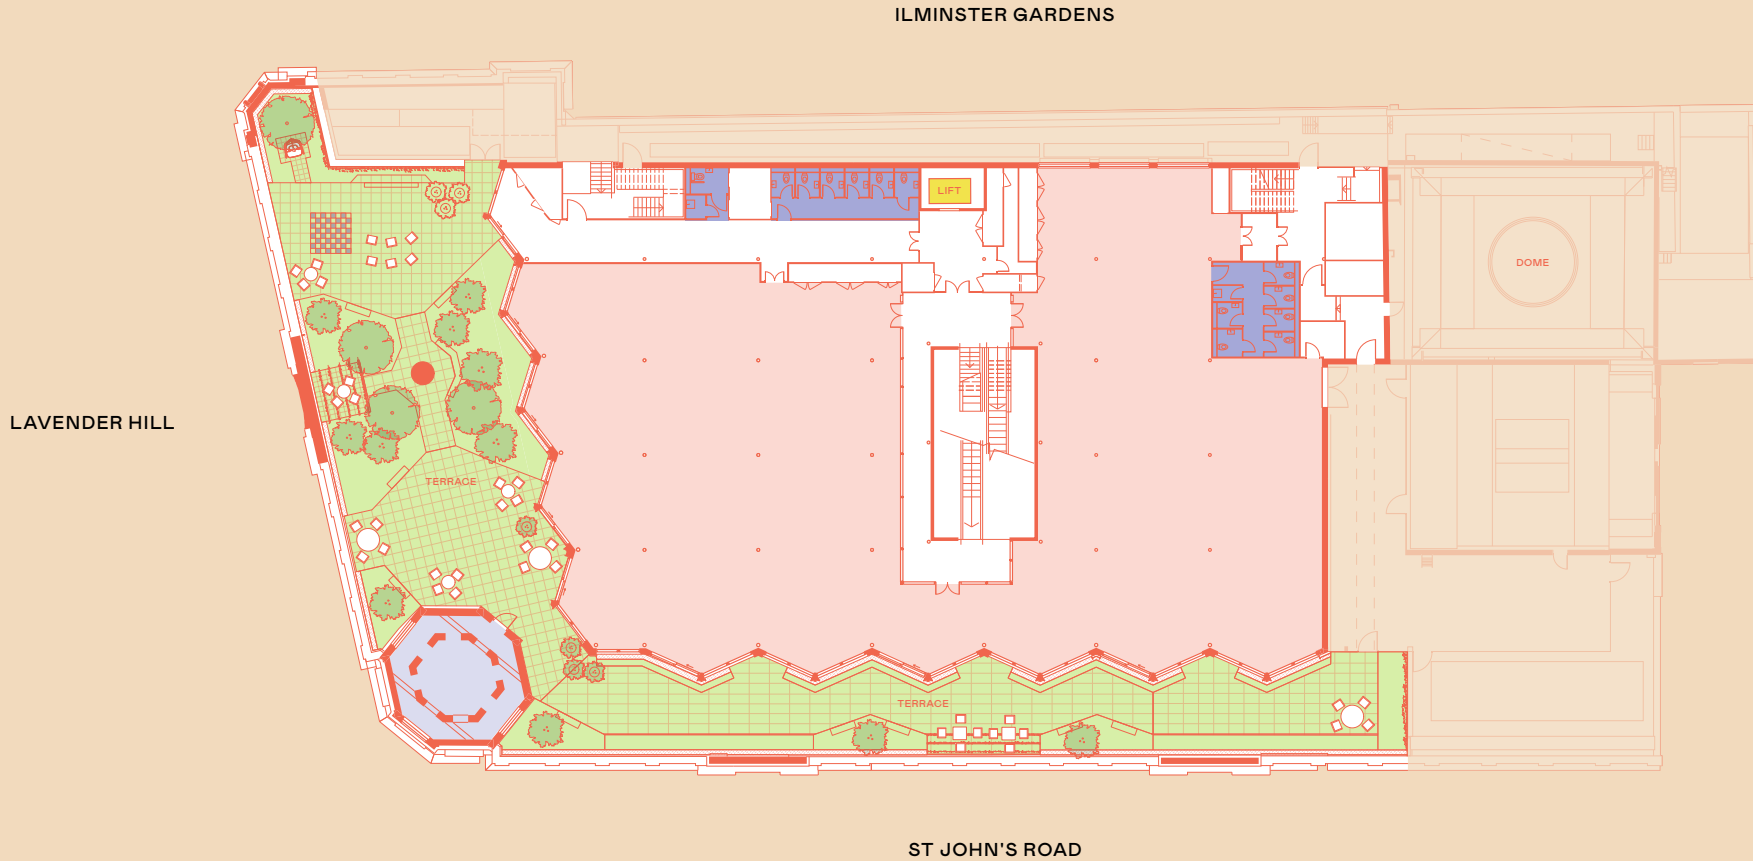 ILMINSTER GARDENS
LIFT
DOME
LAVENDER HILL
TERRACE
TERRACE
ST JOHN'S ROAD